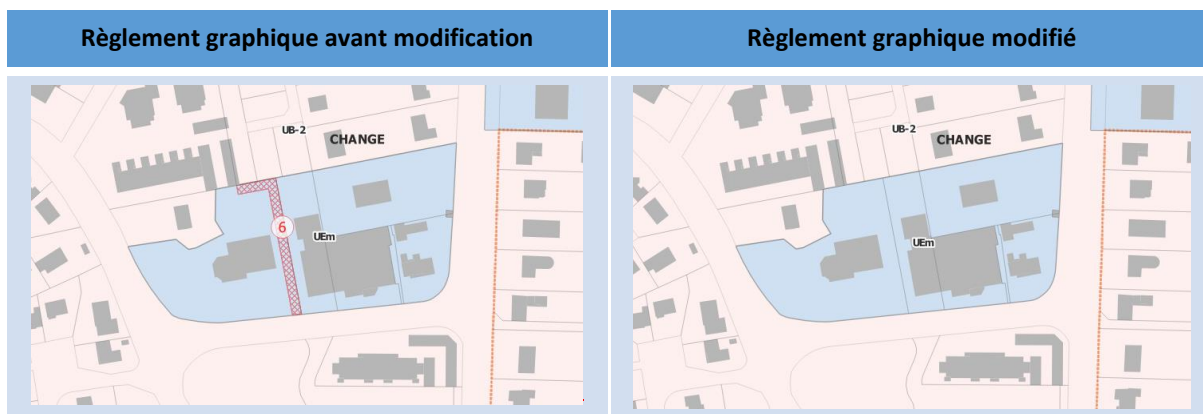 Règlement graphique avant modification
Règlement graphique modifié
UB-2
CHANGE
6
UEm
UB-2
CHANGE
UEm